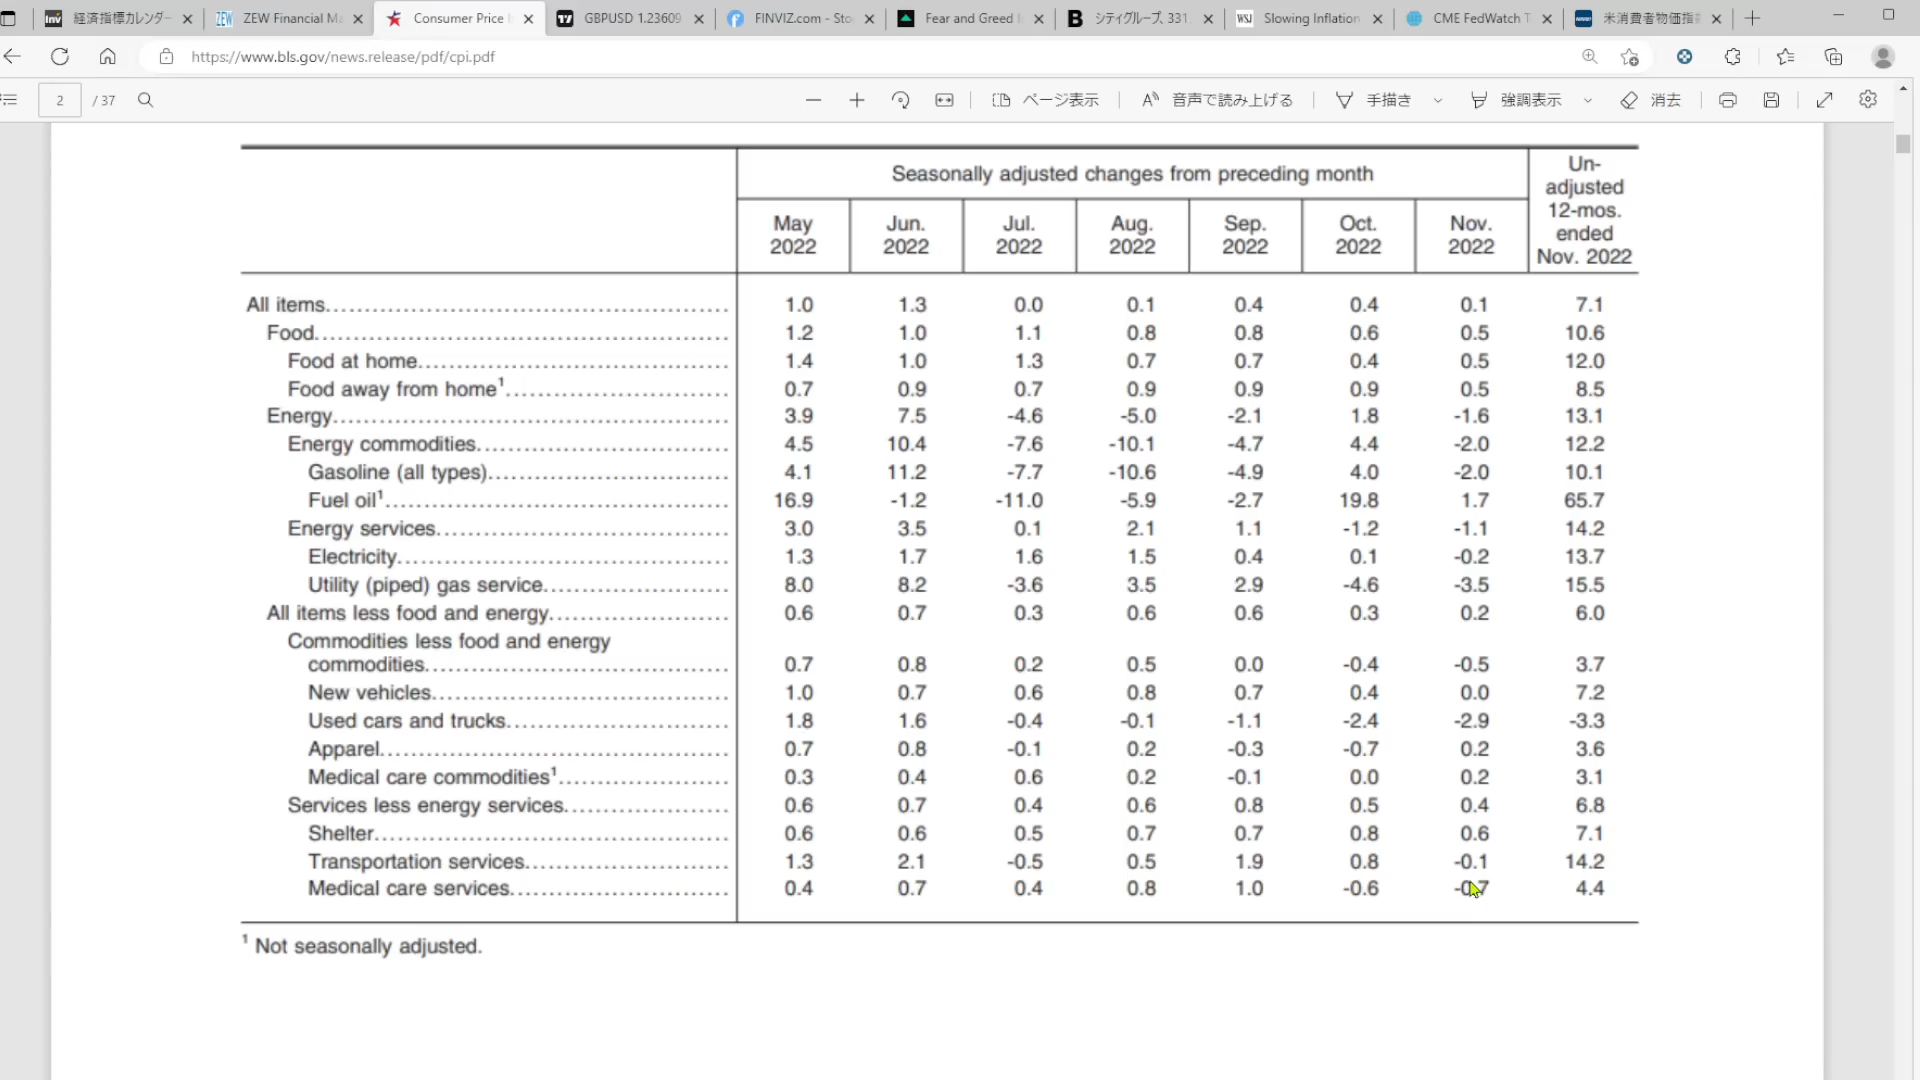 経済指標カレンダー
ZEW Financial Ma
Consumer Price I
GBPUSD 1.23609
FINVIZ.com - Sto
Fear and Greed I
シティグループ, 331
Slowing Inflation
CME FedWatch T
米消費者物価指
https://www.bls.gov/news.release/pdf/cpi.pdf
2 / 37
ページ表示
音声で読み上げる
手描き
強調表示
消去
Seasonally adjusted changes from preceding month
Un-
adjusted
12-mos.
ended
Nov. 2022
May 2022 Jun. 2022 Jul. 2022 Aug. 2022 Sep. 2022 Oct. 2022 Nov. 2022
All items 1.0 1.3 0.0 0.1 0.4 0.4 0.1 7.1
Food 1.2 1.0 1.1 0.8 0.8 0.6 0.5 10.6
Food at home 1.4 1.0 1.3 0.7 0.7 0.4 0.5 12.0
Food away from home¹ 0.7 0.9 0.7 0.9 0.9 0.9 0.5 8.5
Energy 3.9 7.5 -4.6 -5.0 -2.1 1.8 -1.6 13.1
Energy commodities 4.5 10.4 -7.6 -10.1 -4.7 4.4 -2.0 12.2
Gasoline (all types) 4.1 11.2 -7.7 -10.6 -4.9 4.0 -2.0 10.1
Fuel oil¹ 16.9 -1.2 -11.0 -5.9 -2.7 19.8 1.7 65.7
Energy services 3.0 3.5 0.1 2.1 1.1 -1.2 -1.1 14.2
Electricity 1.3 1.7 1.6 1.5 0.4 0.1 -0.2 13.7
Utility (piped) gas service 8.0 8.2 -3.6 3.5 2.9 -4.6 -3.5 15.5
All items less food and energy 0.6 0.7 0.3 0.6 0.6 0.3 0.2 6.0
Commodities less food and energy
commodities 0.7 0.8 0.2 0.5 0.0 -0.4 -0.5 3.7
New vehicles 1.0 0.7 0.6 0.8 0.7 0.4 0.0 7.2
Used cars and trucks 1.8 1.6 -0.4 -0.1 -1.1 -2.4 -2.9 -3.3
Apparel 0.7 0.8 -0.1 0.2 -0.3 -0.7 0.2 3.6
Medical care commodities¹ 0.3 0.4 0.6 0.2 -0.1 0.0 0.2 3.1
Services less energy services 0.6 0.7 0.4 0.6 0.8 0.5 0.4 6.8
Shelter 0.6 0.6 0.5 0.7 0.7 0.8 0.6 7.1
Transportation services 1.3 2.1 -0.5 0.5 1.9 0.8 -0.1 14.2
Medical care services 0.4 0.7 0.4 0.8 1.0 -0.6 -0.7 4.4
¹ Not seasonally adjusted.